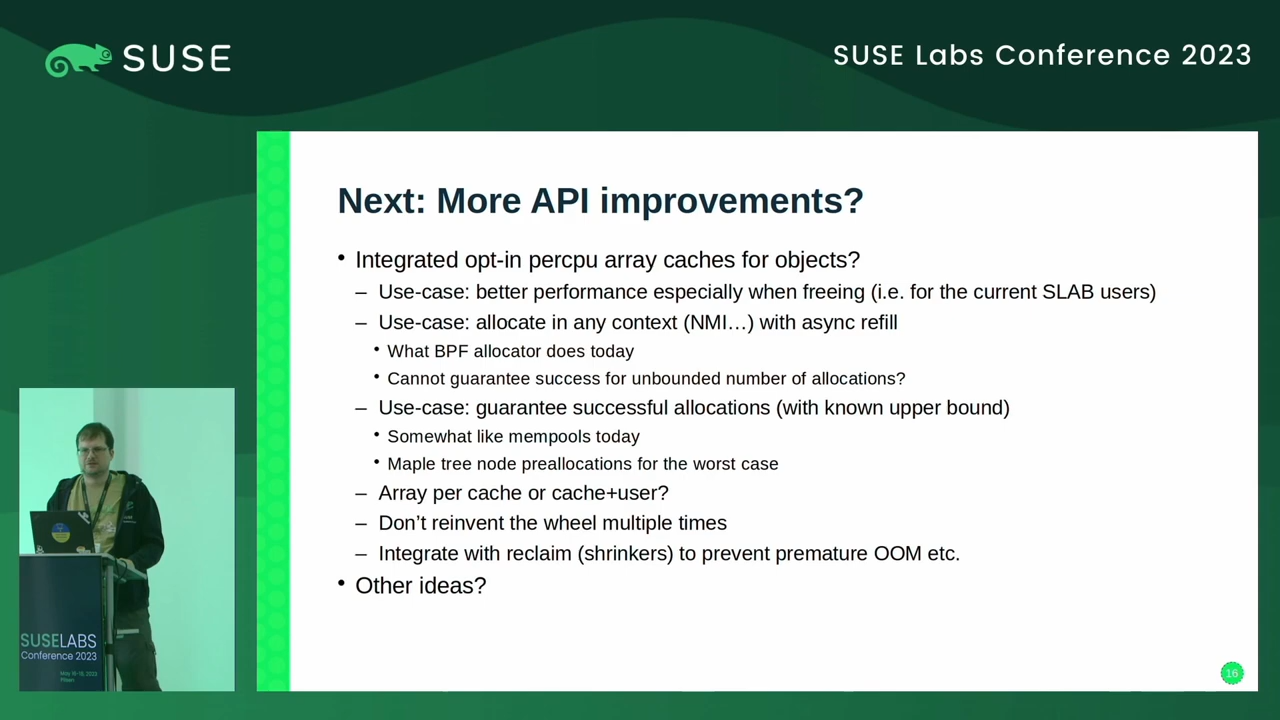 SUSE
SUSE Labs Conference 2023
Next: More API improvements?
• Integrated opt-in percpu array caches for objects?
– Use-case: better performance especially when freeing (i.e. for the current SLAB users)
– Use-case: allocate in any context (NMI…) with async refill
• What BPF allocator does today
• Cannot guarantee success for unbounded number of allocations?
– Use-case: guarantee successful allocations (with known upper bound)
• Somewhat like mempools today
• Maple tree node preallocations for the worst case
– Array per cache or cache+user?
– Don’t reinvent the wheel multiple times
– Integrate with reclaim (shrinkers) to prevent premature OOM etc.
• Other ideas?
16
SUSELABS
Conference 2023